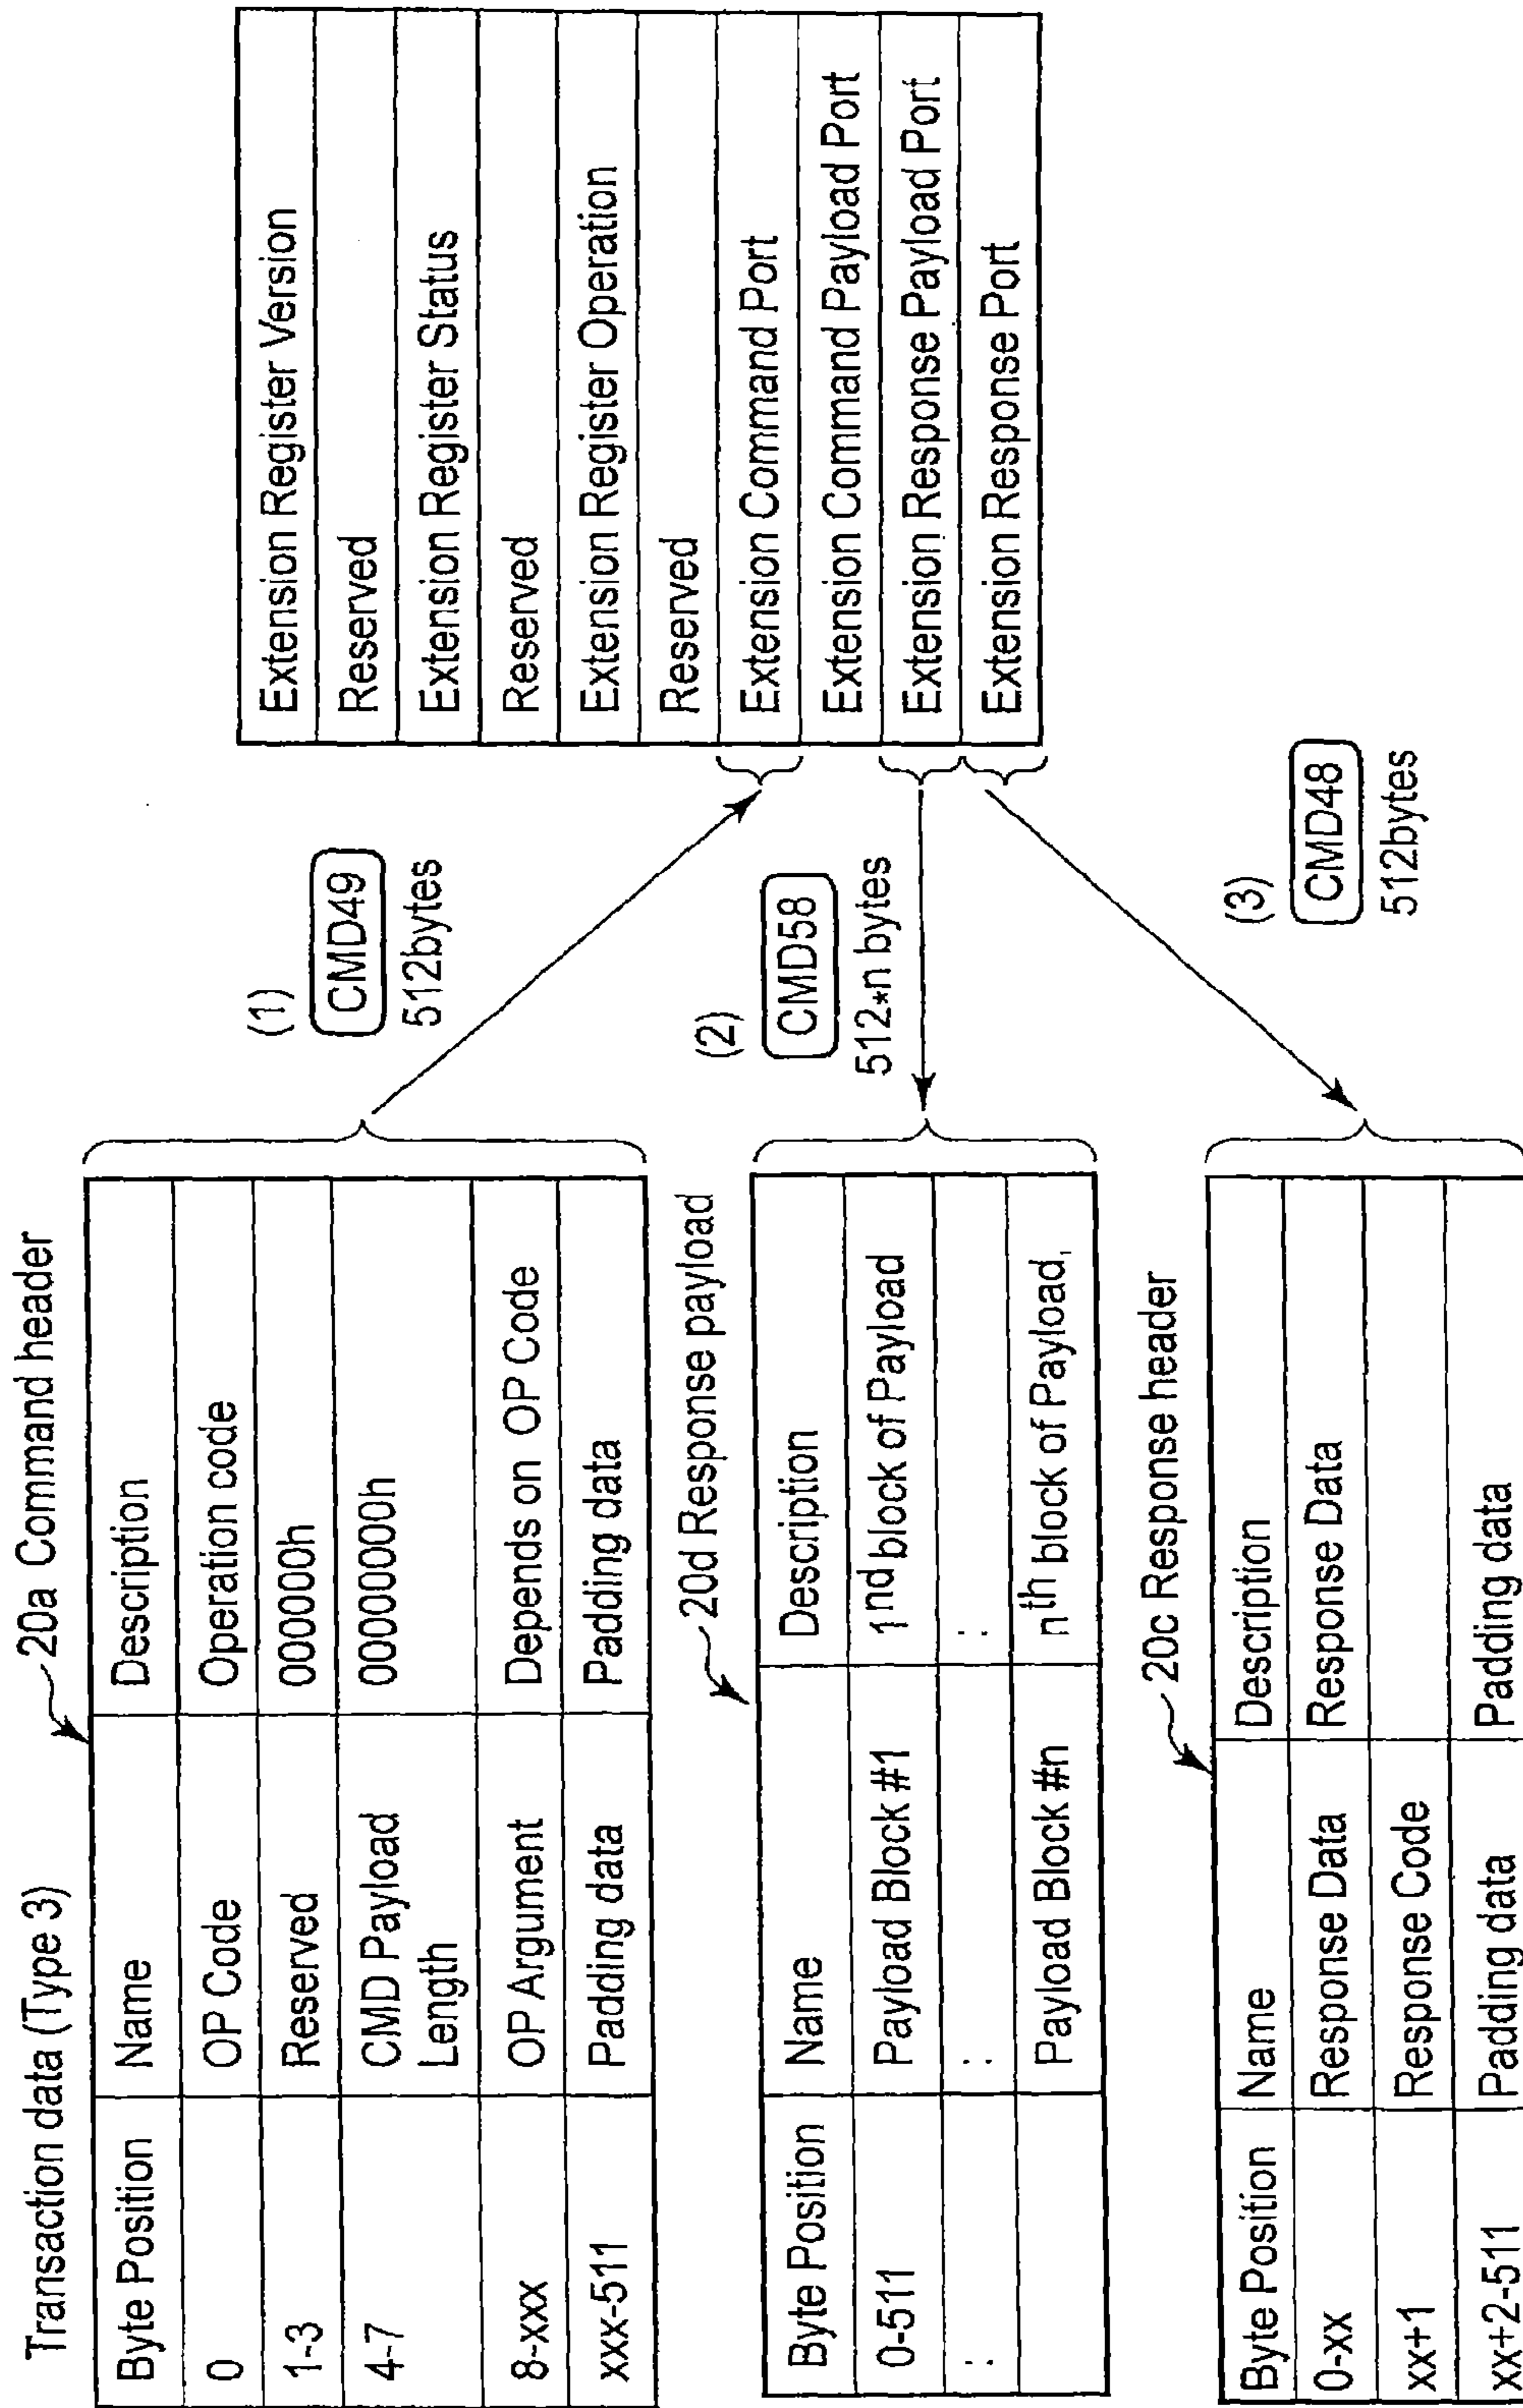 Transaction data (Type 3)
20a Command header
Byte Position Name Description
0 OP Code Operation code
1-3 Reserved 000000h
4-7 CMD Payload Length 00000000h
8-xxx OP Argument Depends on OP Code
xxx-511 Padding data Padding data
(1)
CMD49
512bytes
20d Response payload
Byte Position Name Description
0-511 Payload Block #1 1nd block of Payload
: : :
Payload Block #n nth block of Payload,
(2)
CMD58
512*n bytes
20c Response header
Byte Position Name Description
0-xx Response Data Response Data
xx+1 Response Code
xx+2-511 Padding data Padding data
(3)
CMD48
512bytes
Extension Register Version
Reserved
Extension Register Status
Reserved
Extension Register Operation
Reserved
Extension Command Port
Extension Command Payload Port
Extension Response Payload Port
Extension Response Port